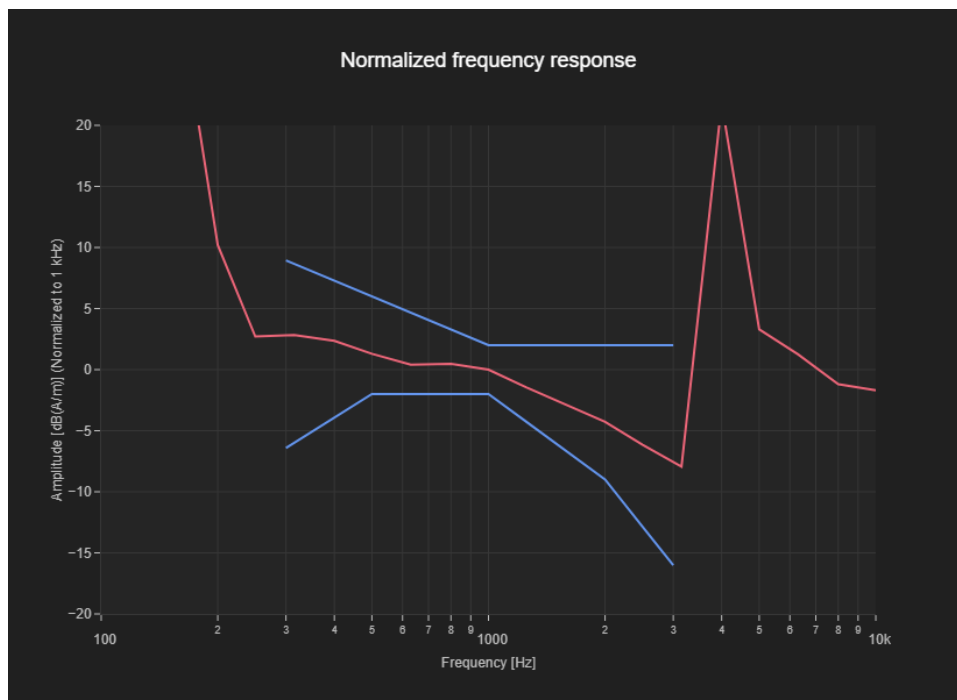 Normalized frequency response
20
15
10
5
0
−5
−10
−15
−20
Amplitude [dB(A/m)] (Normalized to 1 kHz)
100 2 3 4 5 6 7 8 9 1000 2 3 4 5 6 7 8 9 10k
Frequency [Hz]